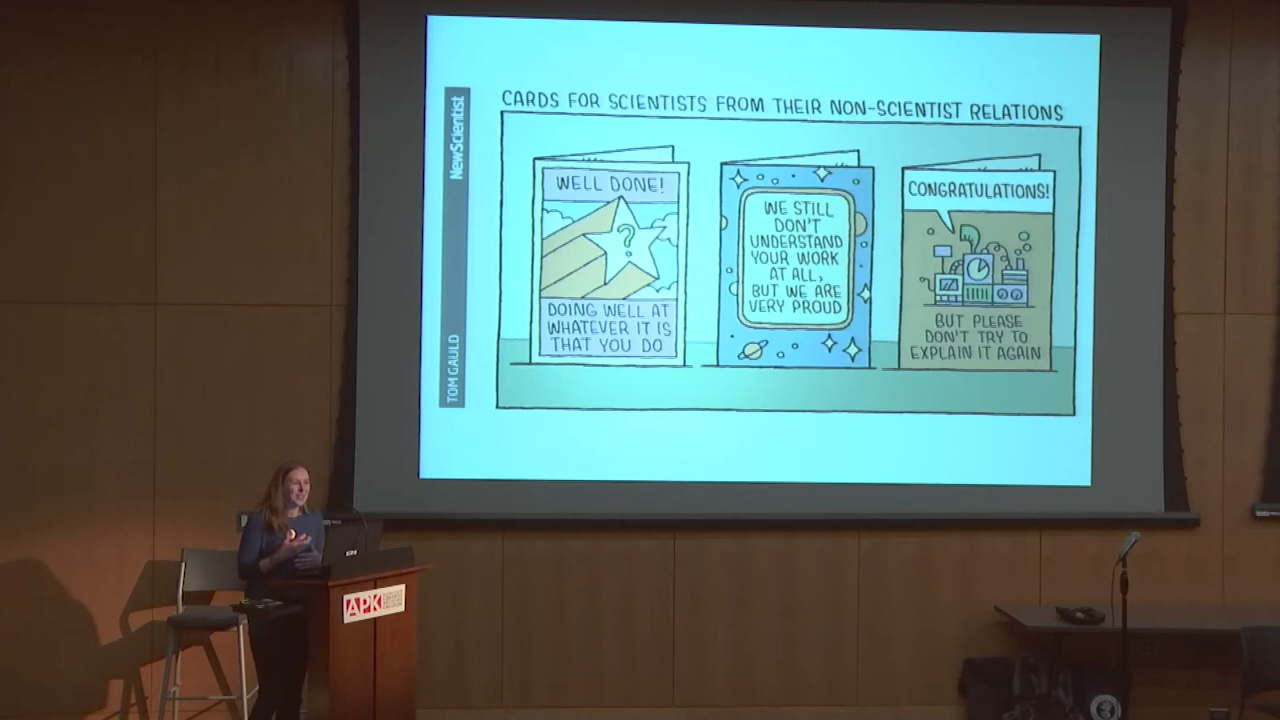 CARDS FOR SCIENTISTS FROM THEIR NON-SCIENTIST RELATIONS
NewScientist
TOM GAULD
WELL DONE!
?
DOING WELL AT
WHATEVER IT IS
THAT YOU DO
WE STILL
DON'T
UNDERSTAND
YOUR WORK
AT ALL,
BUT WE ARE
VERY PROUD
CONGRATULATIONS!
BUT PLEASE
DON'T TRY TO
EXPLAIN IT AGAIN
APK